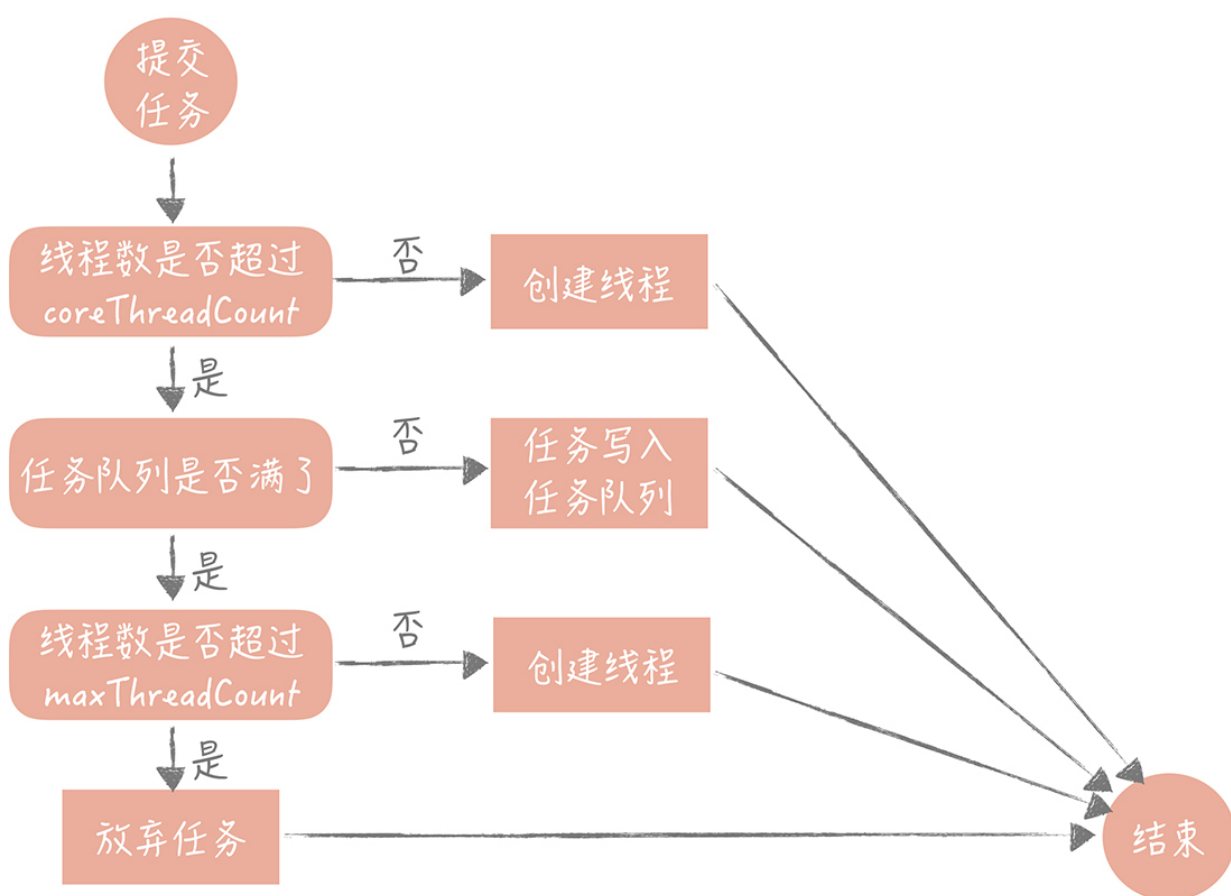 提交
任务
线程数是否超过
coreThreadCount
否
创建线程
是
任务队列是否满了
否
任务写入
任务队列
是
线程数是否超过
maxThreadCount
否
创建线程
是
放弃任务
结束